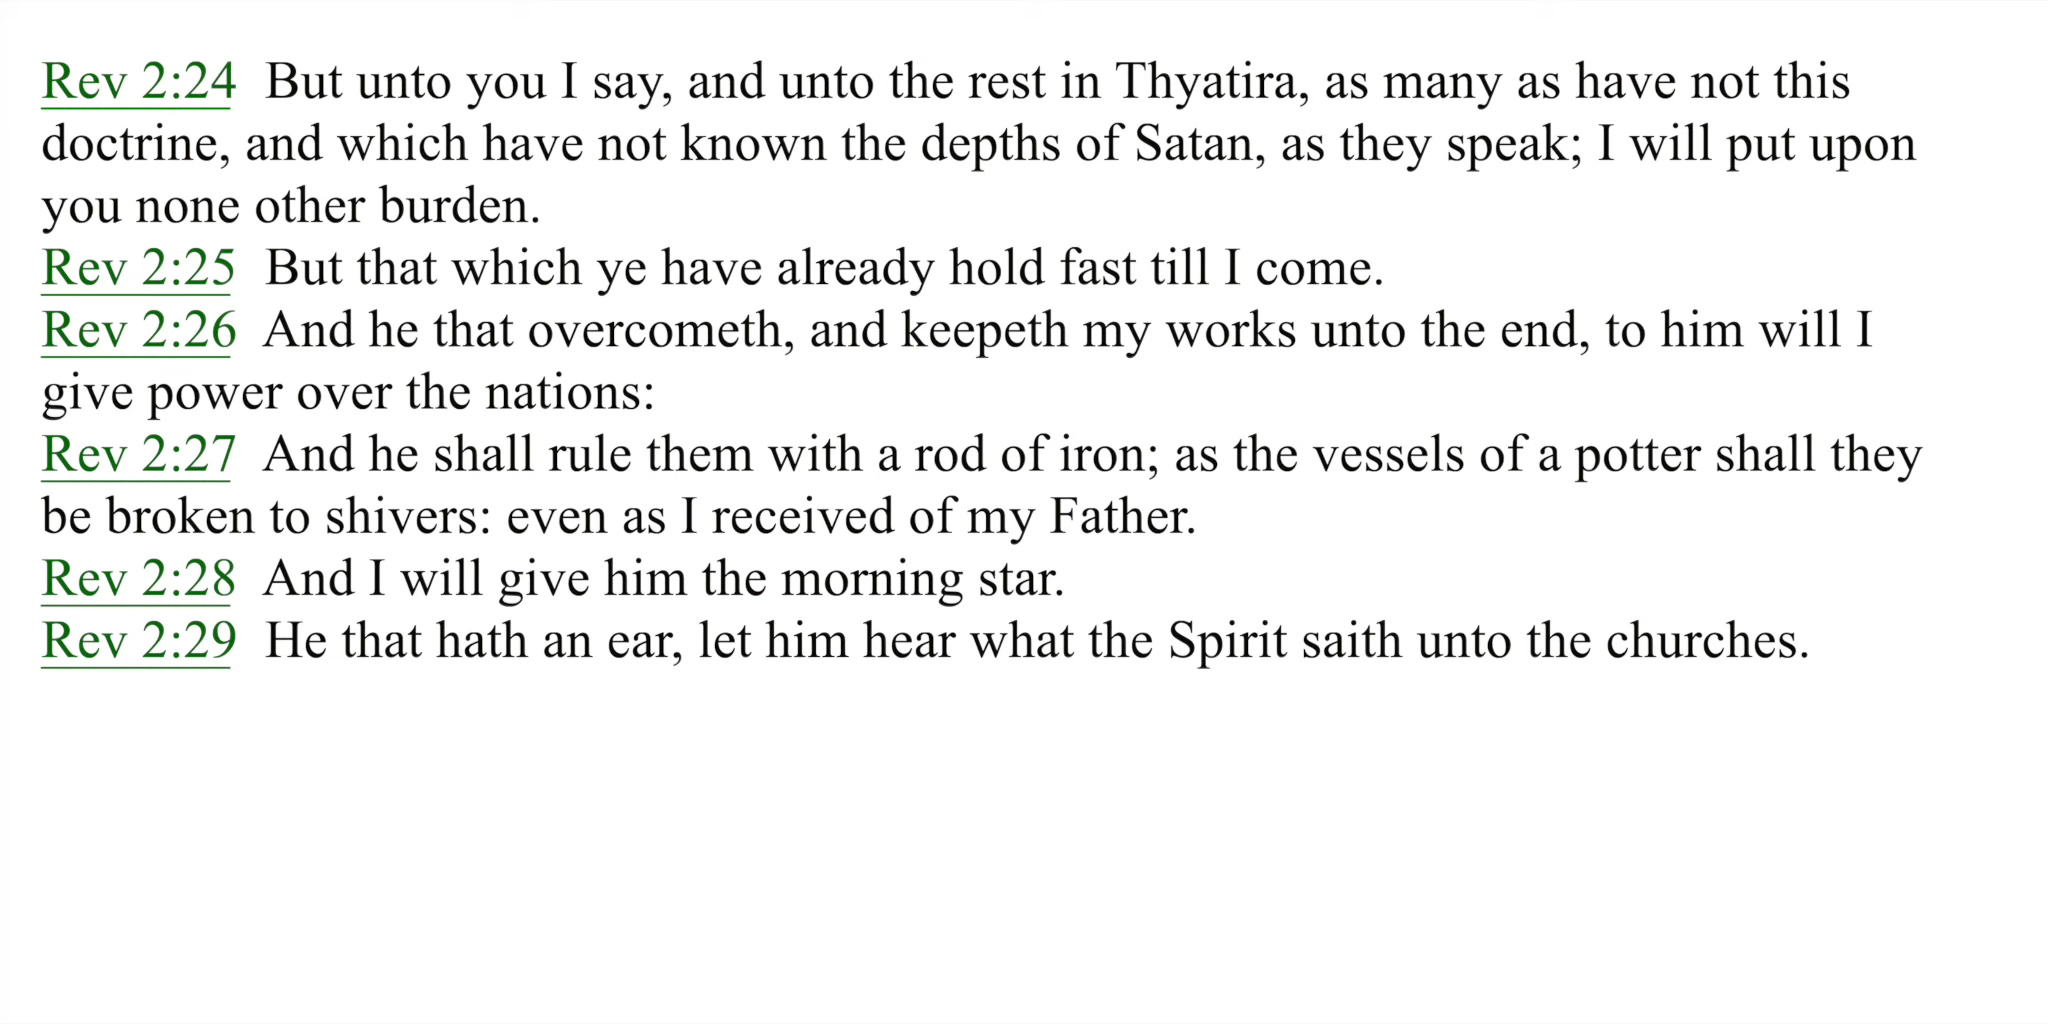 Rev 2:24  But unto you I say, and unto the rest in Thyatira, as many as have not this
doctrine, and which have not known the depths of Satan, as they speak; I will put upon
you none other burden.
Rev 2:25  But that which ye have already hold fast till I come.
Rev 2:26  And he that overcometh, and keepeth my works unto the end, to him will I
give power over the nations:
Rev 2:27  And he shall rule them with a rod of iron; as the vessels of a potter shall they
be broken to shivers: even as I received of my Father.
Rev 2:28  And I will give him the morning star.
Rev 2:29  He that hath an ear, let him hear what the Spirit saith unto the churches.